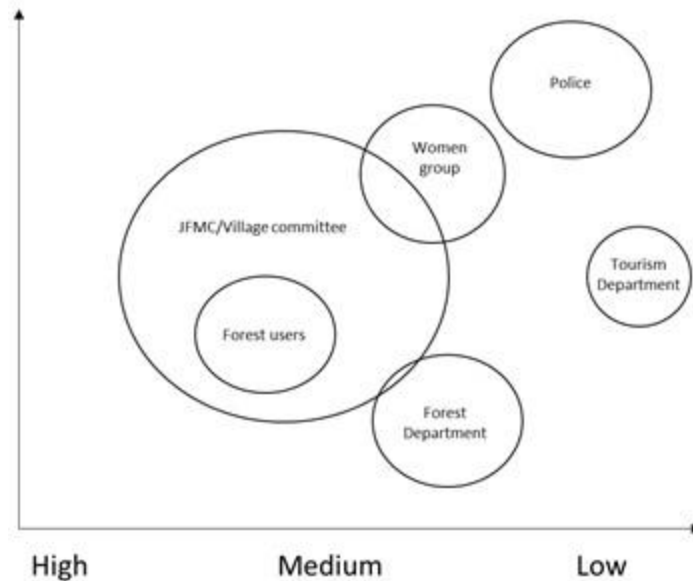 Police
Women
group
JFMC/Village committee
Tourism
Department
Forest users
Forest
Department
High Medium Low